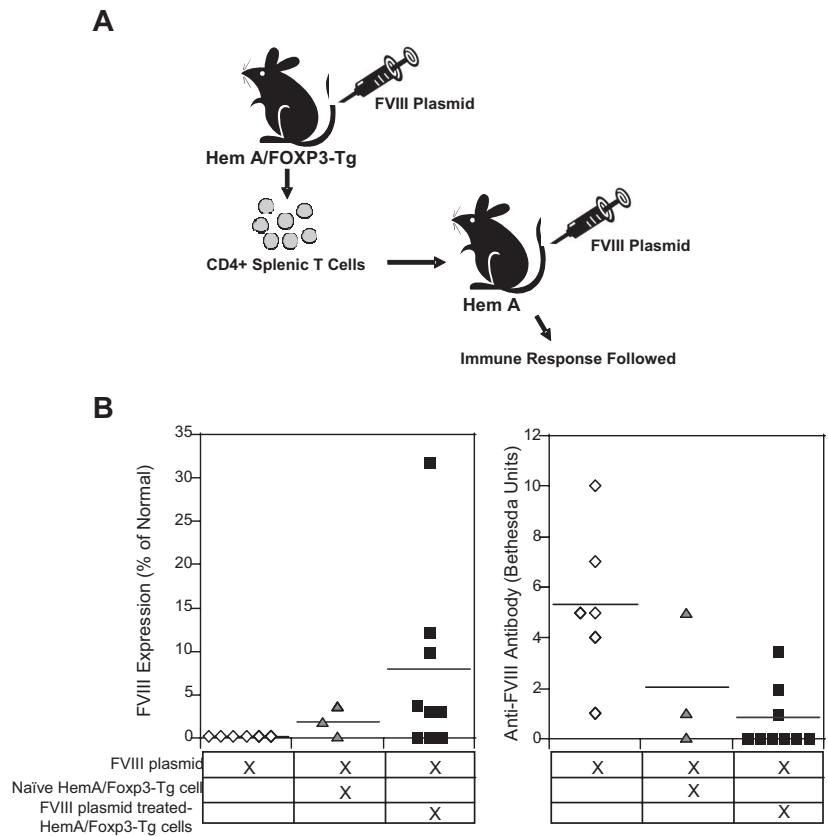 A
FVIII Plasmid
Hem A/FOXP3-Tg
FVIII Plasmid
CD4+ Splenic T Cells
Hem A
Immune Response Followed
B
FVIII Expression (% of Normal)
35
30
25
20
15
10
5
0
Anti-FVIII Antibody (Bethesda Units)
12
10
8
6
4
2
0
FVIII plasmid X X X X X X
Naïve HemA/Foxp3-Tg cell X X
FVIII plasmid treated-
HemA/Foxp3-Tg cells X X